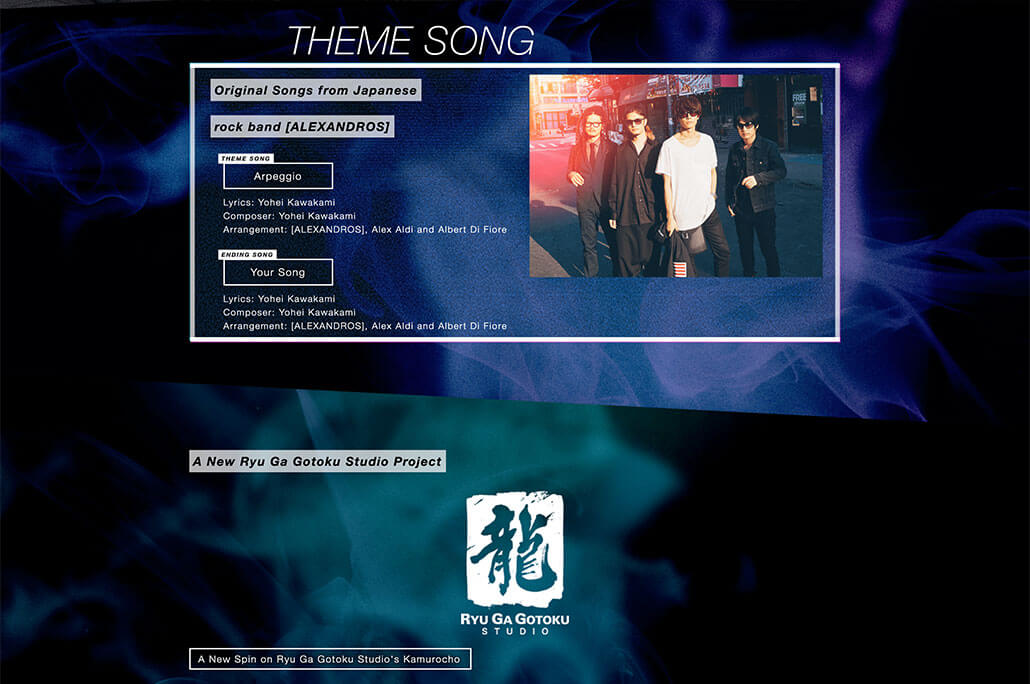 THEME SONG
Original Songs from Japanese
rock band [ALEXANDROS]
THEME SONG
Arpeggio
Lyrics: Yohei Kawakami
Composer: Yohei Kawakami
Arrangement: [ALEXANDROS], Alex Aldi and Albert Di Fiore
ENDING SONG
Your Song
Lyrics: Yohei Kawakami
Composer: Yohei Kawakami
Arrangement: [ALEXANDROS], Alex Aldi and Albert Di Fiore
FREE
A New Ryu Ga Gotoku Studio Project
龍
RYU GA GOTOKU
STUDIO
A New Spin on Ryu Ga Gotoku Studio's Kamurocho